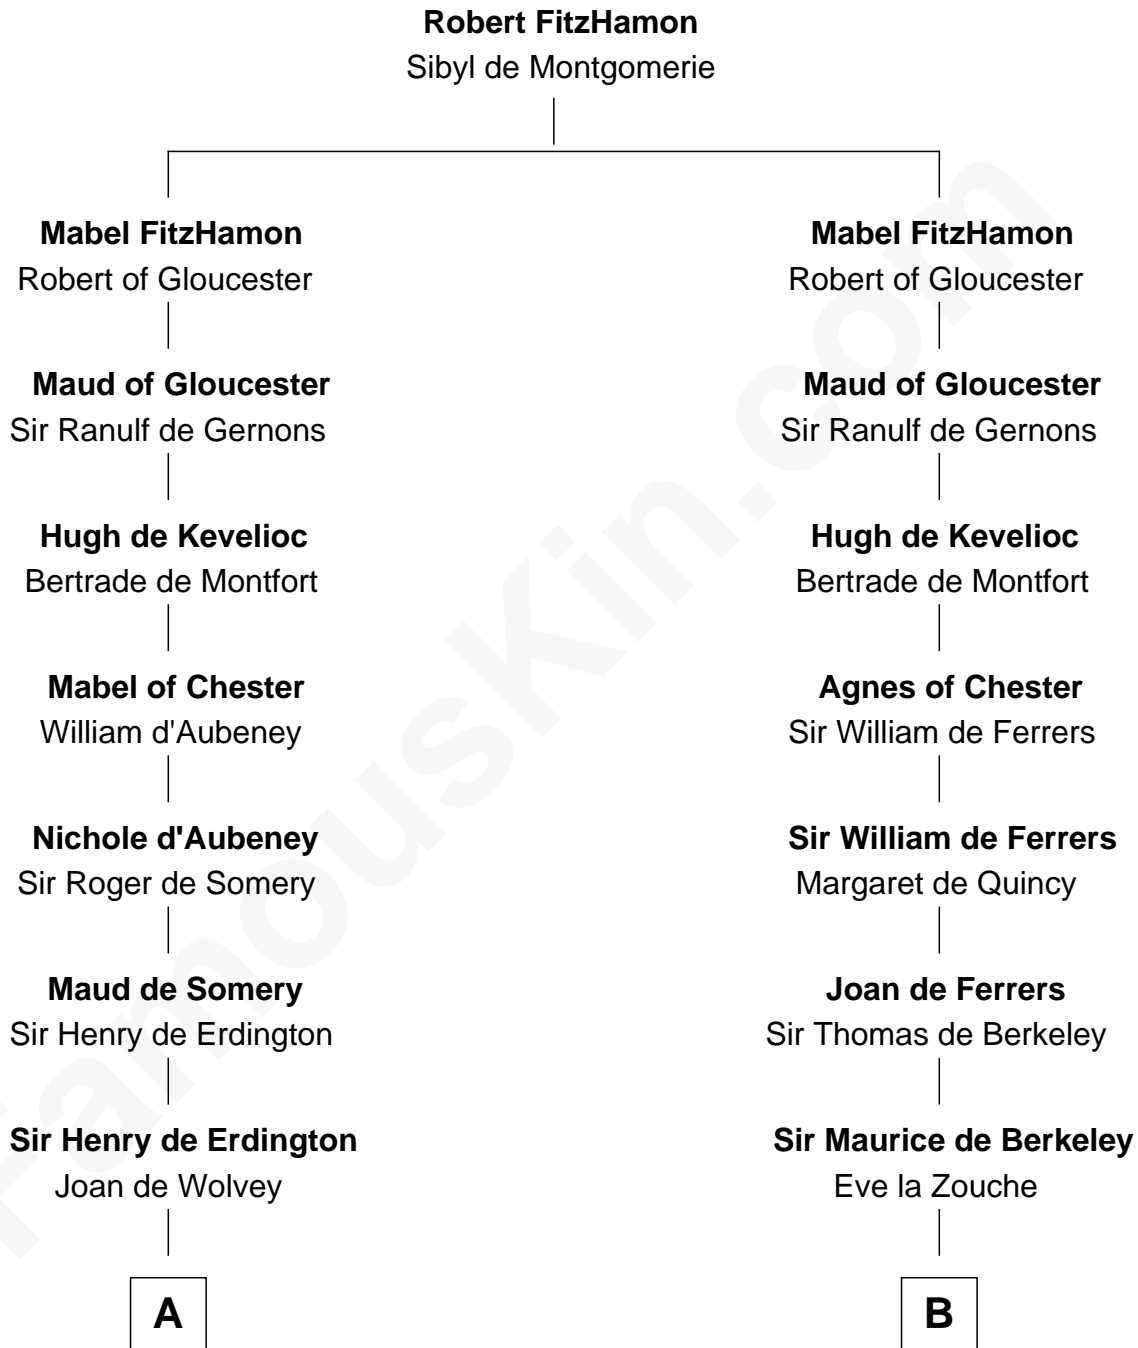 Robert FitzHamon
Sibyl de Montgomerie
Mabel FitzHamon
Robert of Gloucester
Maud of Gloucester
Sir Ranulf de Gernons
Hugh de Kevelioc
Bertrade de Montfort
Mabel of Chester
William d'Aubeney
Nichole d'Aubeney
Sir Roger de Somery
Maud de Somery
Sir Henry de Erdington
Sir Henry de Erdington
Joan de Wolvey
A
Mabel FitzHamon
Robert of Gloucester
Maud of Gloucester
Sir Ranulf de Gernons
Hugh de Kevelioc
Bertrade de Montfort
Agnes of Chester
Sir William de Ferrers
Sir William de Ferrers
Margaret de Quincy
Joan de Ferrers
Sir Thomas de Berkeley
Sir Maurice de Berkeley
Eve la Zouche
B
FamousKin.com